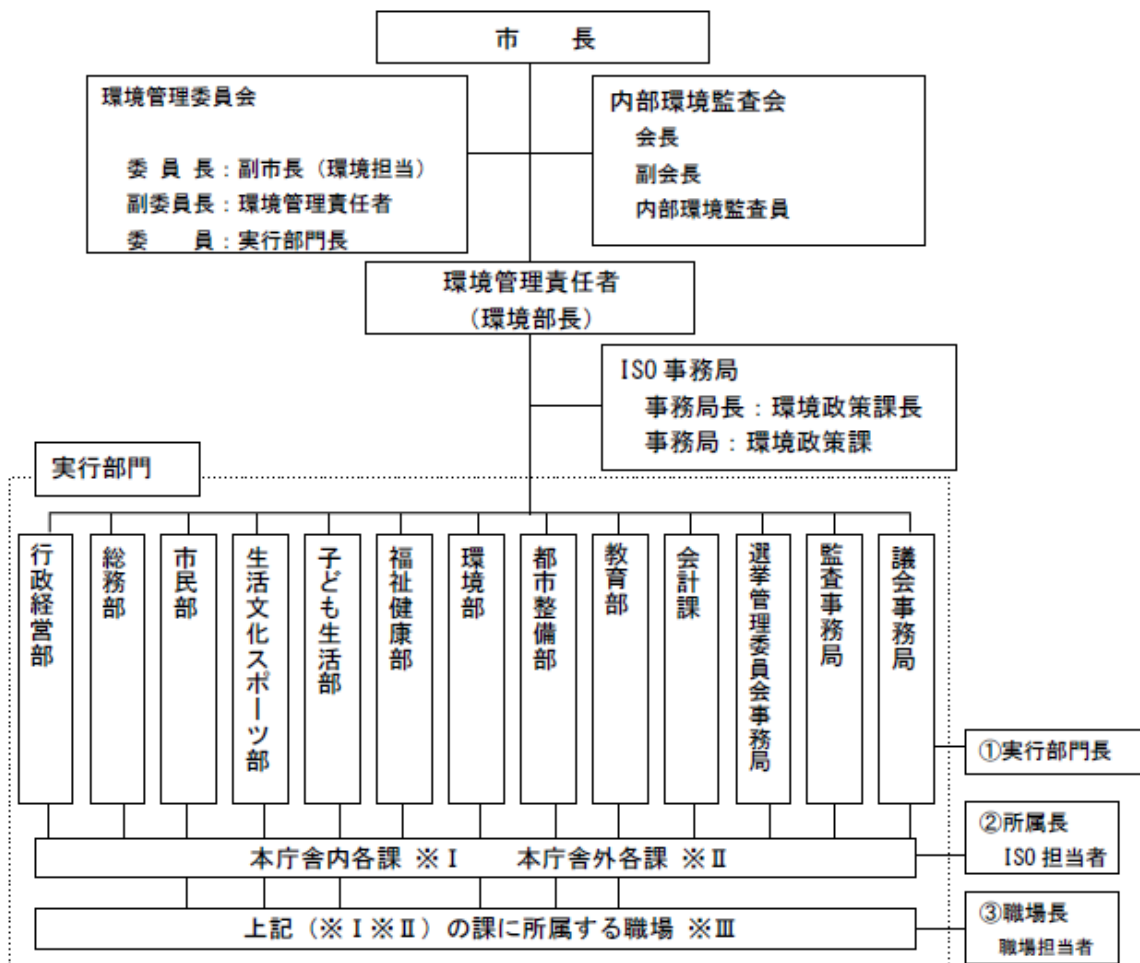 市　　長
環境管理委員会
委 員 長：副市長（環境担当）
副委員長：環境管理責任者
委　　員：実行部門長
内部環境監査会
会長
副会長
内部環境監査員
環境管理責任者
（環境部長）
ISO 事務局
事務局長：環境政策課長
事務局：環境政策課
実行部門
行政経営部
総務部
市民部
生活文化スポーツ部
子ども生活部
福祉健康部
環境部
都市整備部
教育部
会計課
選挙管理委員会事務局
監査事務局
議会事務局
①実行部門長
本庁舎内各課 ※Ⅰ　　本庁舎外各課 ※Ⅱ
②所属長
ISO 担当者
上記（※Ⅰ※Ⅱ）の課に所属する職場 ※Ⅲ
③職場長
職場担当者